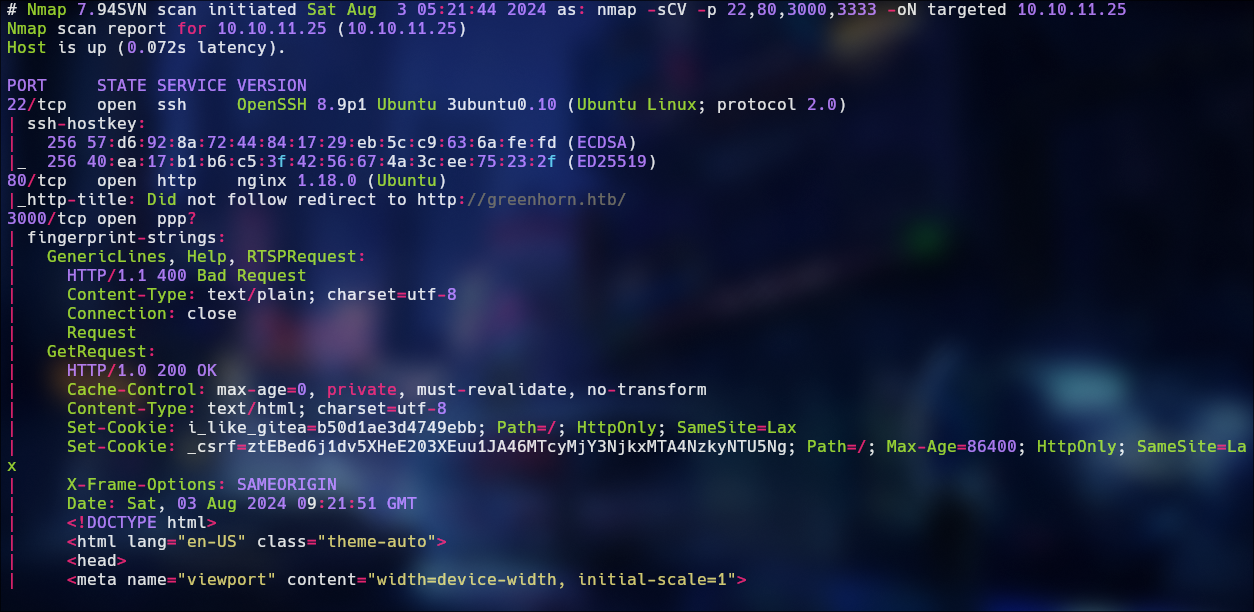 # Nmap 7.94SVN scan initiated Sat Aug  3 05:21:44 2024 as: nmap -sCV -p 22,80,3000,3333 -oN targeted 10.10.11.25
Nmap scan report for 10.10.11.25 (10.10.11.25)
Host is up (0.072s latency).

PORT     STATE SERVICE VERSION
22/tcp   open  ssh     OpenSSH 8.9p1 Ubuntu 3ubuntu0.10 (Ubuntu Linux; protocol 2.0)
| ssh-hostkey:
|   256 57:d6:92:8a:72:44:84:17:29:eb:5c:c9:63:6a:fe:fd (ECDSA)
|_  256 40:ea:17:b1:b6:c5:3f:42:56:67:4a:3c:ee:75:23:2f (ED25519)
80/tcp   open  http    nginx 1.18.0 (Ubuntu)
|_http-title: Did not follow redirect to http://greenhorn.htb/
3000/tcp open  ppp?
| fingerprint-strings:
|   GenericLines, Help, RTSPRequest:
|     HTTP/1.1 400 Bad Request
|     Content-Type: text/plain; charset=utf-8
|     Connection: close
|     Request
|   GetRequest:
|     HTTP/1.0 200 OK
|     Cache-Control: max-age=0, private, must-revalidate, no-transform
|     Content-Type: text/html; charset=utf-8
|     Set-Cookie: i_like_gitea=b50d1ae3d4749ebb; Path=/; HttpOnly; SameSite=Lax
|     Set-Cookie: _csrf=ztEBed6j1dv5XHeE203XEuu1JA46MTcyMjY3NjkxMTA4NzkyNTU5Ng; Path=/; Max-Age=86400; HttpOnly; SameSite=La
x
|     X-Frame-Options: SAMEORIGIN
|     Date: Sat, 03 Aug 2024 09:21:51 GMT
|     <!DOCTYPE html>
|     <html lang="en-US" class="theme-auto">
|     <head>
|     <meta name="viewport" content="width=device-width, initial-scale=1">